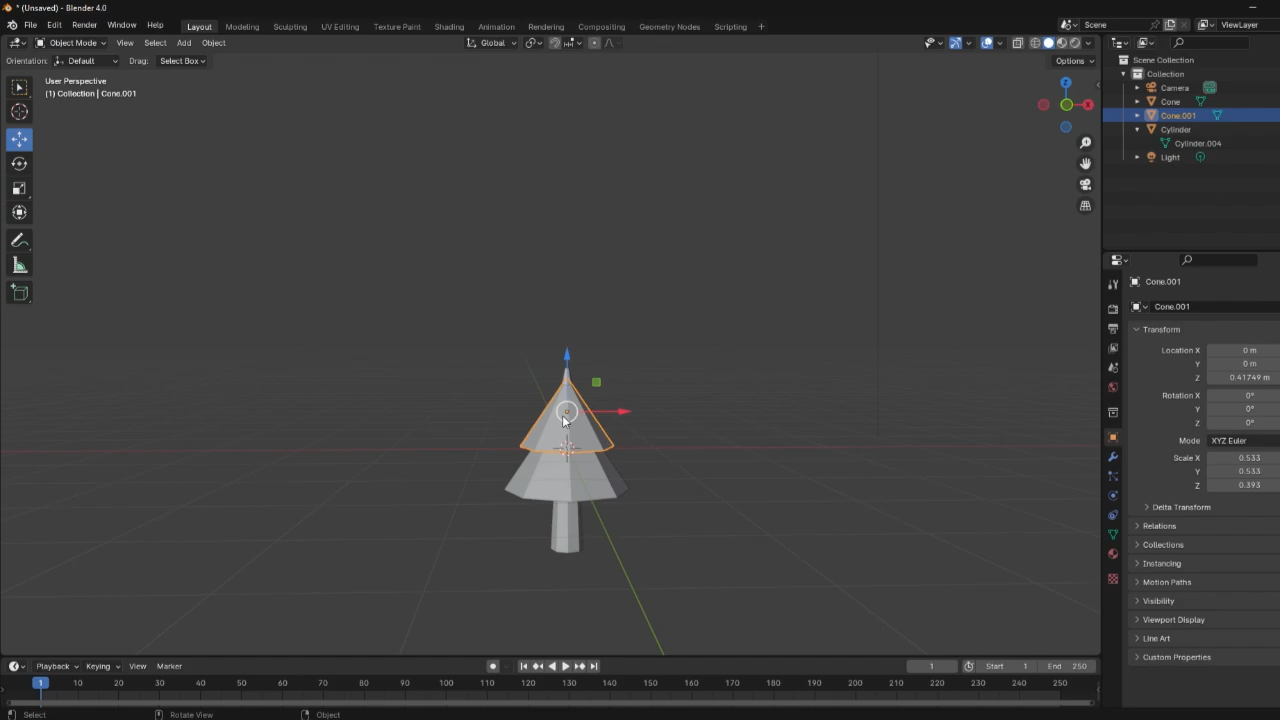 * (Unsaved) - Blender 4.0
File Edit Render Window Help Layout Modeling Sculpting UV Editing Texture Paint Shading Animation Rendering Compositing Geometry Nodes Scripting + Scene ViewLayer
Object Mode View Select Add Object Global
Orientation: Default Drag: Select Box Options
User Perspective
(1) Collection | Cone.001
Z
X
Scene Collection
Collection
Camera
Cone
Cone.001
Cylinder
Cylinder.004
Light
Cone.001
Cone.001
Transform
Location X 0 m
Y 0 m
Z 0.41749 m
Rotation X 0°
Y 0°
Z 0°
Mode XYZ Euler
Scale X 0.533
Y 0.533
Z 0.393
Delta Transform
Relations
Collections
Instancing
Motion Paths
Visibility
Viewport Display
Line Art
Custom Properties
Playback Keying View Marker 1 Start 1 End 250
1 10 20 30 40 50 60 70 80 90 100 110 120 130 140 150 160 170 180 190 200 210 220 230 240 250
Select Rotate View Object